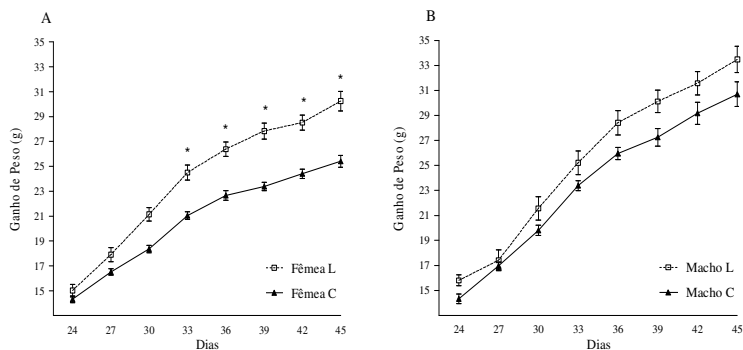 A
Ganho de Peso (g)
35
33
31
29
27
25
23
21
19
17
15
* * * * *
Fêmea L
Fêmea C
24 27 30 33 36 39 42 45
Dias
B
Ganho de Peso (g)
35
33
31
29
27
25
23
21
19
17
15
Macho L
Macho C
24 27 30 33 36 39 42 45
Dias